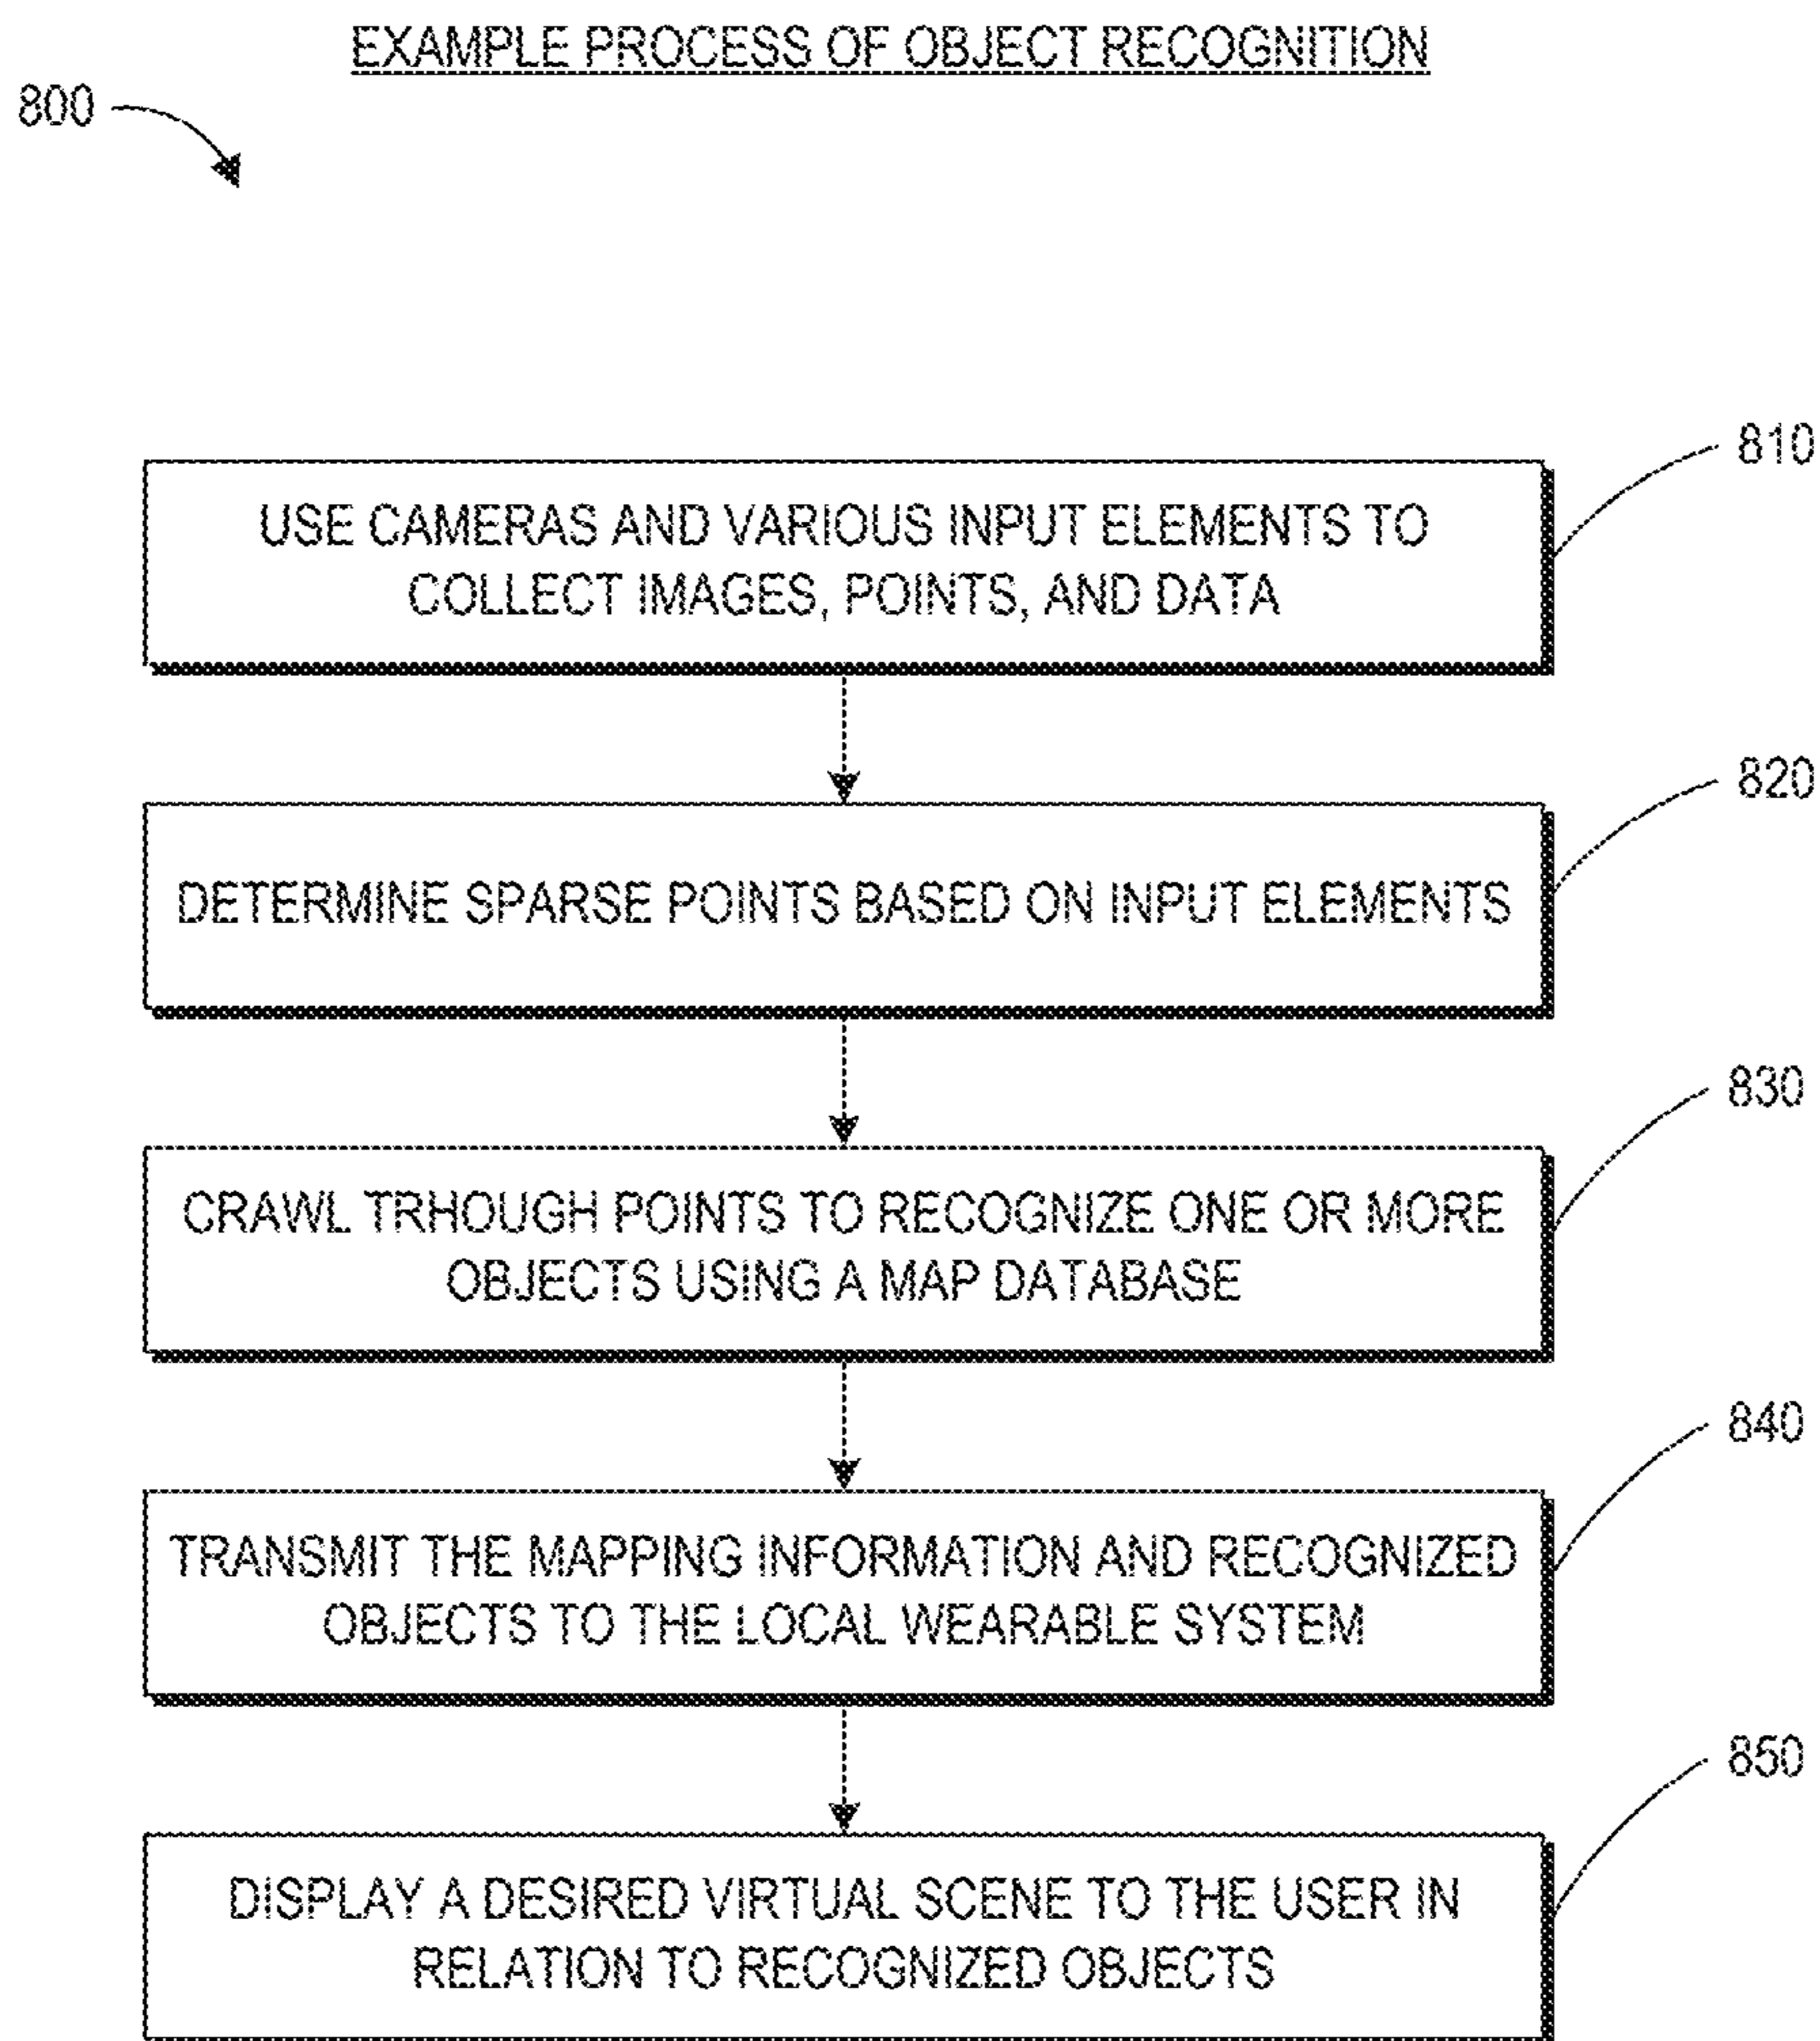 EXAMPLE PROCESS OF OBJECT RECOGNITION
800
810
USE CAMERAS AND VARIOUS INPUT ELEMENTS TO
COLLECT IMAGES, POINTS, AND DATA
820
DETERMINE SPARSE POINTS BASED ON INPUT ELEMENTS
830
CRAWL TRHOUGH POINTS TO RECOGNIZE ONE OR MORE
OBJECTS USING A MAP DATABASE
840
TRANSMIT THE MAPPING INFORMATION AND RECOGNIZED
OBJECTS TO THE LOCAL WEARABLE SYSTEM
850
DISPLAY A DESIRED VIRTUAL SCENE TO THE USER IN
RELATION TO RECOGNIZED OBJECTS